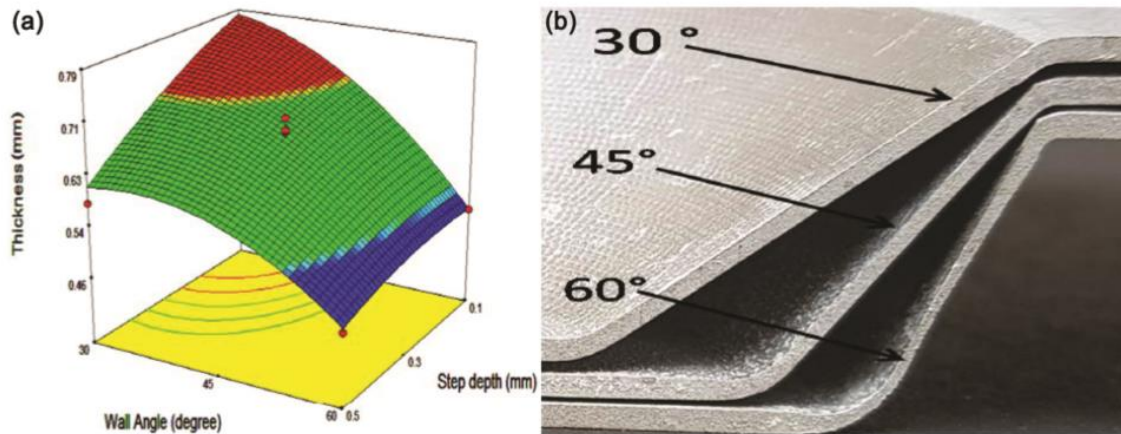 (a)
0.79
0.71
0.63
0.54
0.46
Thickness (mm)
30
45
60
Wall Angle (degree)
0.5
0.3
0.1
Step depth (mm)
(b)
30 °
45°
60°